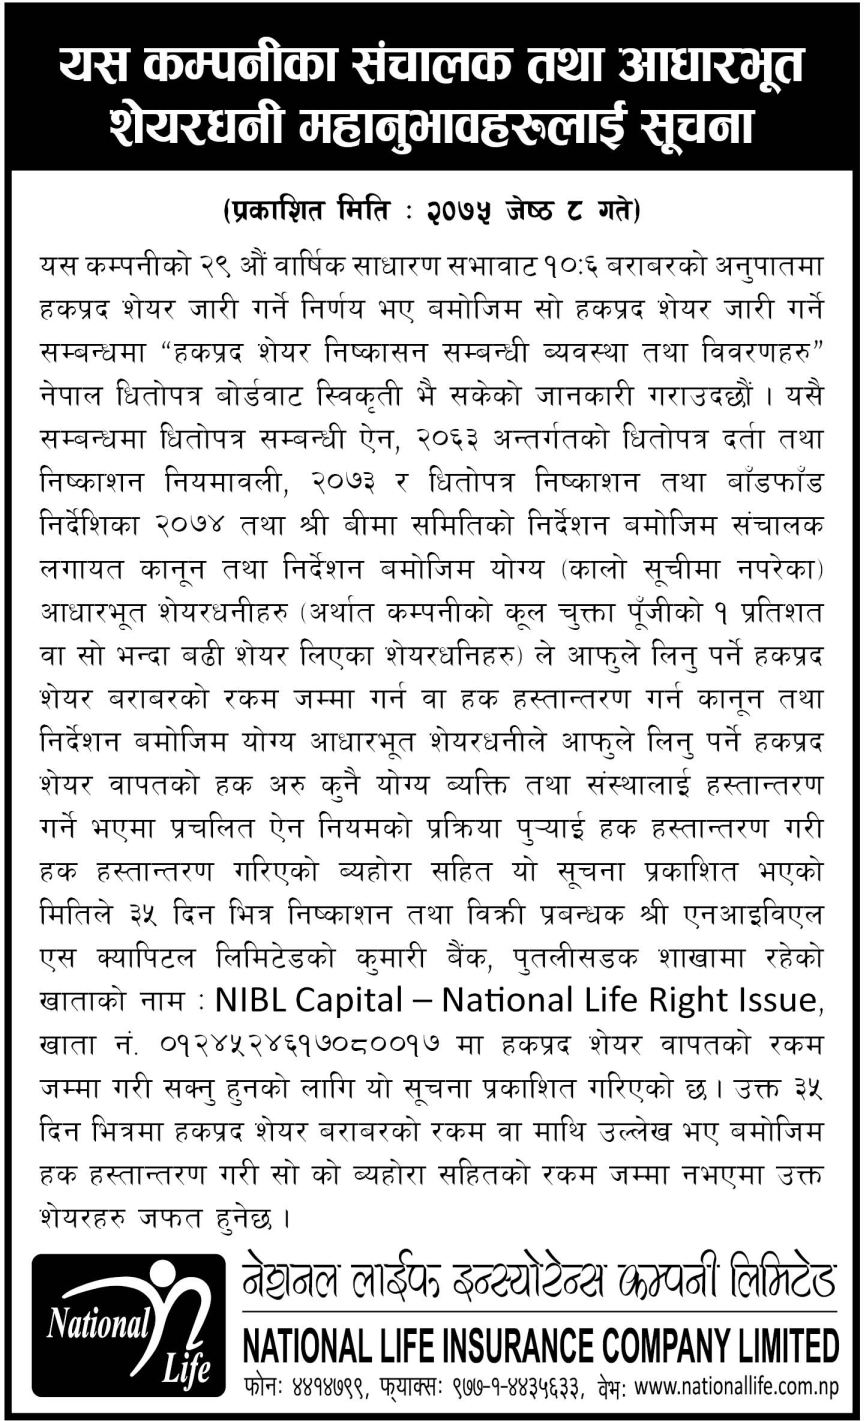 यस कम्पनीका संचालक तथा आधारभूत
शेयरधनी महानुभावहरुलाई सूचना
(प्रकाशित मिति : २०७५ जेष्ठ ८ गते)
यस कम्पनीको २९ औं वार्षिक साधारण सभावाट १०:६ बराबरको अनुपातमा
हकप्रद शेयर जारी गर्ने निर्णय भए बमोजिम सो हकप्रद शेयर जारी गर्ने
सम्बन्धमा “हकप्रद शेयर निष्कासन सम्बन्धी ब्यवस्था तथा विवरणहरु”
नेपाल धितोपत्र बोर्डवाट स्विकृती भै सकेको जानकारी गराउदछौं । यसै
सम्बन्धमा धितोपत्र सम्बन्धी ऐन, २०६३ अन्तर्गतको धितोपत्र दर्ता तथा
निष्काशन नियमावली, २०७३ र धितोपत्र निष्काशन तथा बाँडफाँड
निर्देशिका २०७४ तथा श्री बीमा समितिको निर्देशन बमोजिम संचालक
लगायत कानून तथा निर्देशन बमोजिम योग्य (कालो सूचीमा नपरेका)
आधारभूत शेयरधनीहरु (अर्थात कम्पनीको कूल चुक्ता पूँजीको १ प्रतिशत
वा सो भन्दा बढी शेयर लिएका शेयरधनिहरु) ले आफुले लिनु पर्ने हकप्रद
शेयर बराबरको रकम जम्मा गर्न वा हक हस्तान्तरण गर्न कानून तथा
निर्देशन बमोजिम योग्य आधारभूत शेयरधनीले आफुले लिनु पर्ने हकप्रद
शेयर वापतको हक अरु कुनै योग्य ब्यक्ति तथा संस्थालाई हस्तान्तरण
गर्ने भएमा प्रचलित ऐन नियमको प्रक्रिया पुऱ्याई हक हस्तान्तरण गरी
हक हस्तान्तरण गरिएको ब्यहोरा सहित यो सूचना प्रकाशित भएको
मितिले ३५ दिन भित्र निष्काशन तथा विक्री प्रबन्धक श्री एनआइविएल
एस क्यापिटल लिमिटेडको कुमारी बैंक, पुतलीसडक शाखामा रहेको
खाताको नाम : NIBL Capital – National Life Right Issue,
खाता नं. ०१२४५२४६१७०८००१७ मा हकप्रद शेयर वापतको रकम
जम्मा गरी सक्नु हुनको लागि यो सूचना प्रकाशित गरिएको छ । उक्त ३५
दिन भित्रमा हकप्रद शेयर बराबरको रकम वा माथि उल्लेख भए बमोजिम
हक हस्तान्तरण गरी सो को ब्यहोरा सहितको रकम जम्मा नभएमा उक्त
शेयरहरु जफत हुनेछ ।
National Life
नेशनल लाईफ इन्स्योरेन्स कम्पनी लिमिटेड
NATIONAL LIFE INSURANCE COMPANY LIMITED
फोन: ४४१४७९९, फ्याक्स: ९७७-१-४४३५६३३, वेभ: www.nationallife.com.np